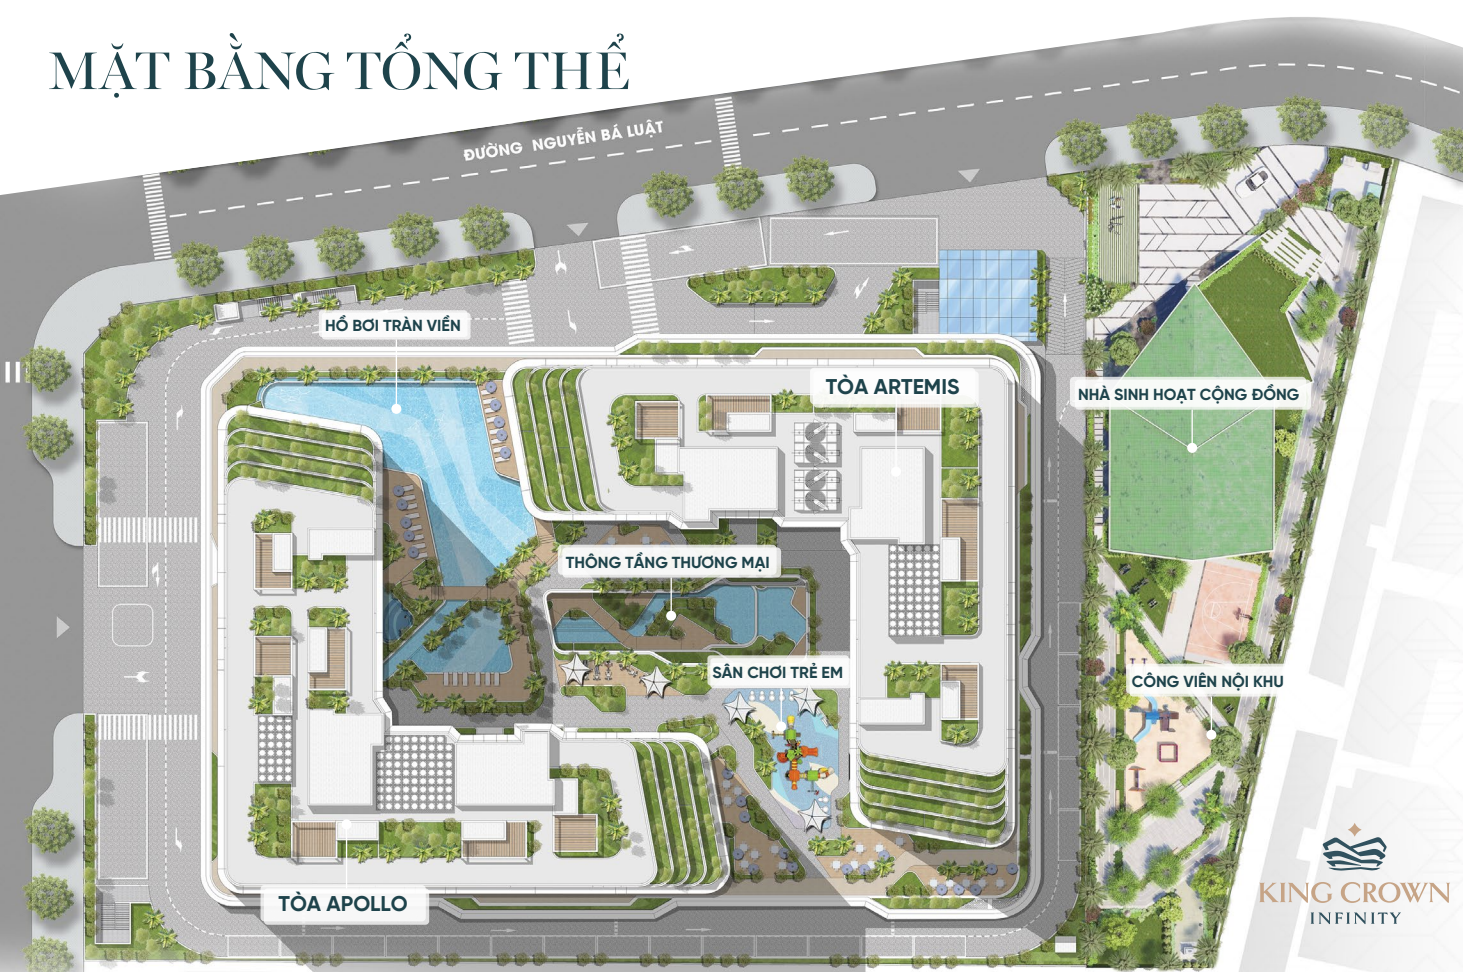 MẶT BẰNG TỔNG THỂ
ĐƯỜNG NGUYỄN BÁ LUẬT
HỒ BƠI TRÀN VIỀN
TÒA ARTEMIS
NHÀ SINH HOẠT CỘNG ĐỒNG
THÔNG TẦNG THƯƠNG MẠI
SÂN CHƠI TRẺ EM
CÔNG VIÊN NỘI KHU
TÒA APOLLO
KING CROWN
INFINITY